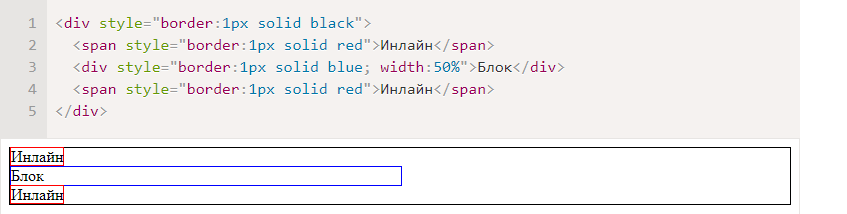 1 <div style="border:1px solid black">
2   <span style="border:1px solid red">Инлайн</span>
3   <div style="border:1px solid blue; width:50%">Блок</div>
4   <span style="border:1px solid red">Инлайн</span>
5 </div>
Инлайн
Блок
Инлайн